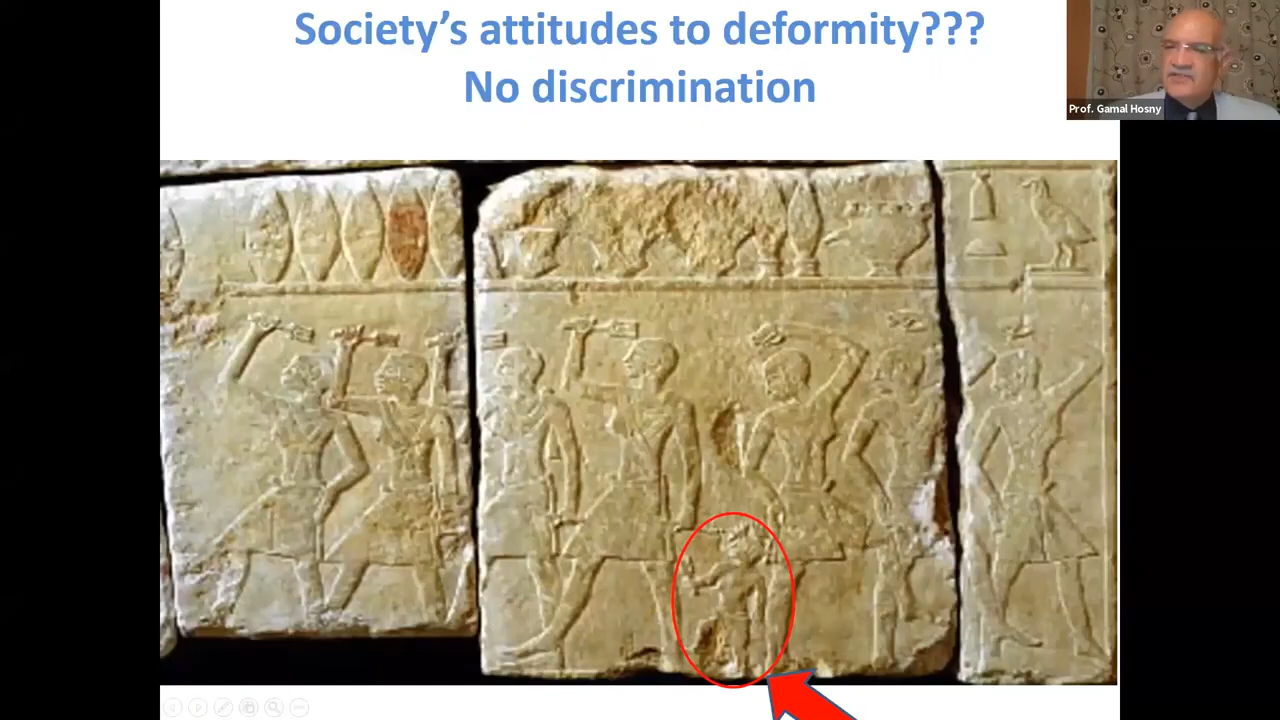 Society's attitudes to deformity???
No discrimination
Prof. Gamal Hosny